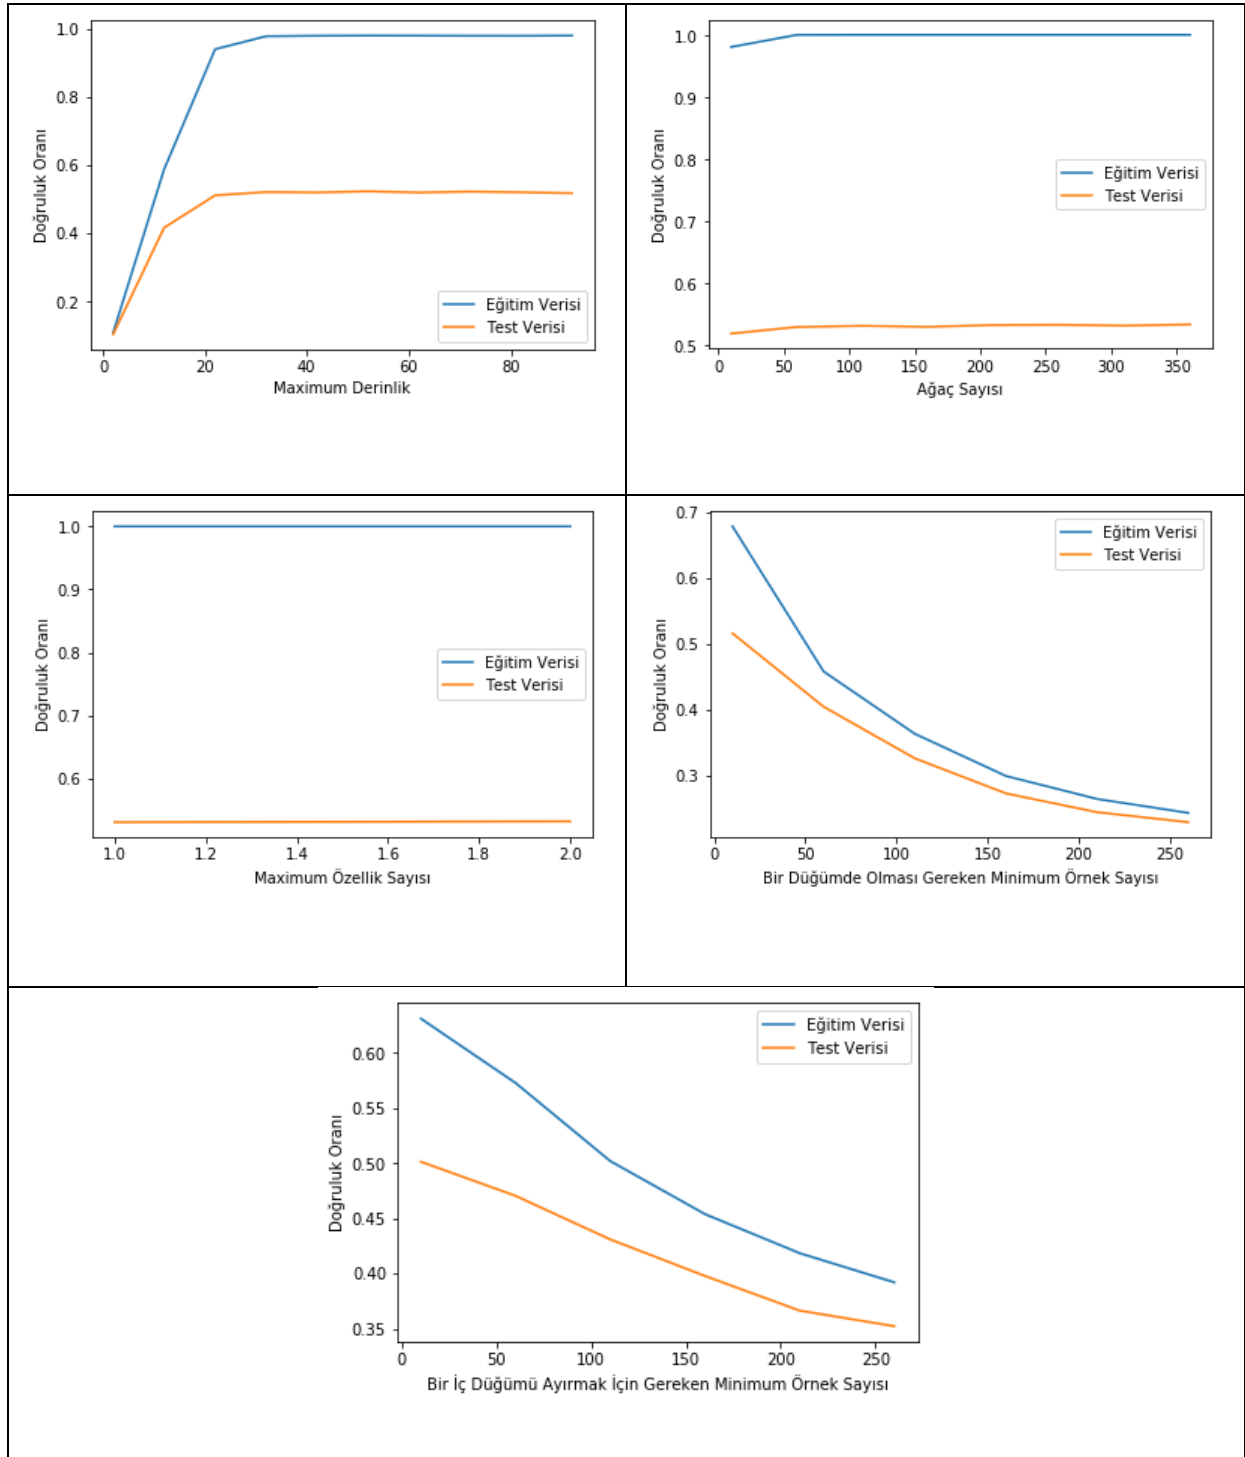 1.0
0.8
0.6
0.4
0.2
Doğruluk Oranı
Eğitim Verisi
Test Verisi
0 20 40 60 80
Maximum Derinlik
1.0
0.9
0.8
0.7
0.6
0.5
Doğruluk Oranı
Eğitim Verisi
Test Verisi
0 50 100 150 200 250 300 350
Ağaç Sayısı
1.0
0.9
0.8
0.7
0.6
Doğruluk Oranı
Eğitim Verisi
Test Verisi
1.0 1.2 1.4 1.6 1.8 2.0
Maximum Özellik Sayısı
0.7
0.6
0.5
0.4
0.3
Doğruluk Oranı
Eğitim Verisi
Test Verisi
0 50 100 150 200 250
Bir Düğümde Olması Gereken Minimum Örnek Sayısı
0.60
0.55
0.50
0.45
0.40
0.35
Doğruluk Oranı
Eğitim Verisi
Test Verisi
0 50 100 150 200 250
Bir İç Düğümü Ayırmak İçin Gereken Minimum Örnek Sayısı